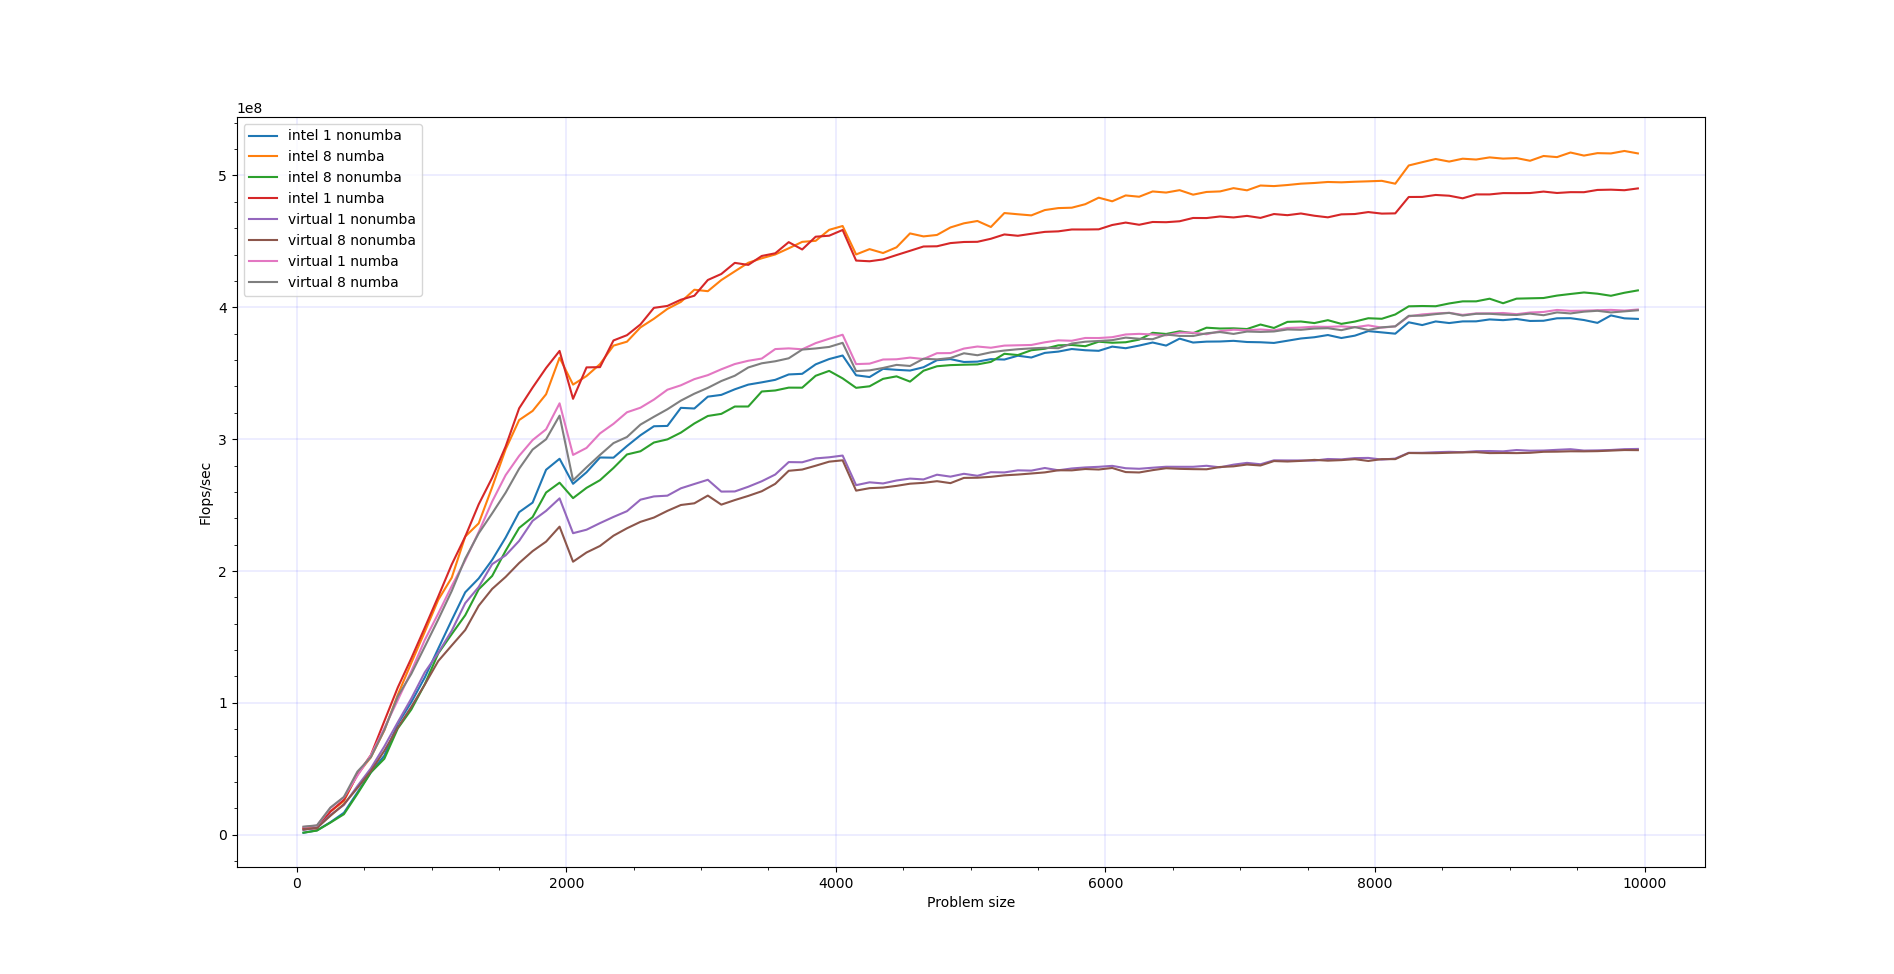 1e8
intel 1 nonumba
intel 8 numba
intel 8 nonumba
intel 1 numba
virtual 1 nonumba
virtual 8 nonumba
virtual 1 numba
virtual 8 numba
5
4
3
2
1
0
Flops/sec
0 2000 4000 6000 8000 10000
Problem size